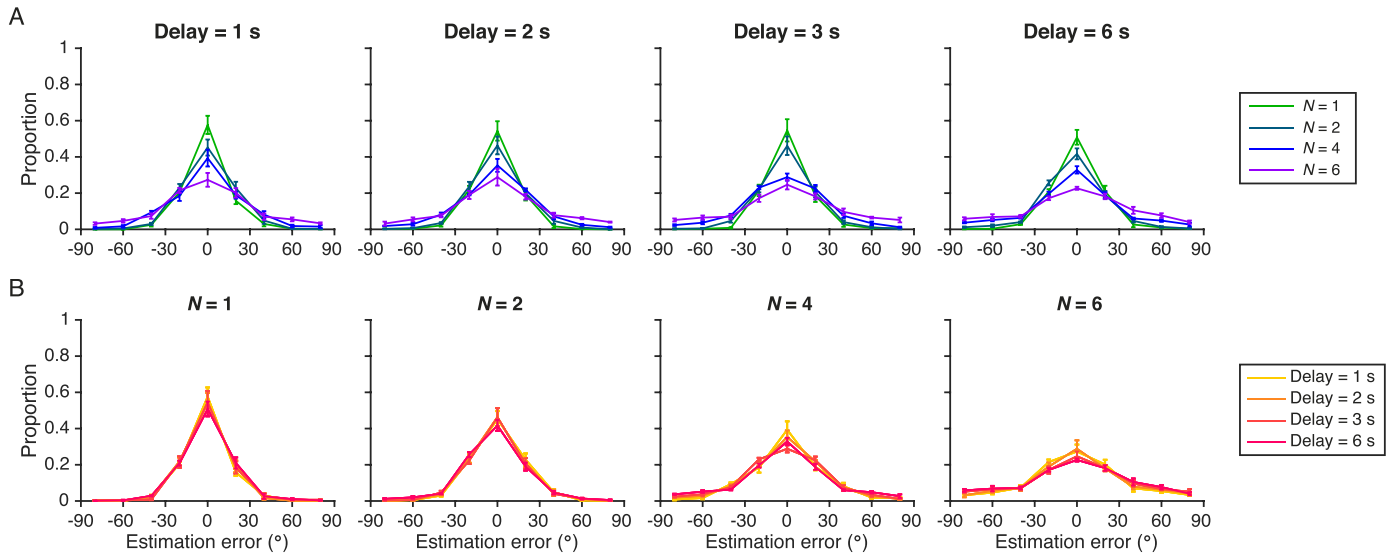 A
Delay = 1 s
Delay = 2 s
Delay = 3 s
Delay = 6 s
Proportion
1
0.8
0.6
0.4
0.2
0
-90 -60 -30 0 30 60 90
-90 -60 -30 0 30 60 90
-90 -60 -30 0 30 60 90
-90 -60 -30 0 30 60 90
N = 1
N = 2
N = 4
N = 6
B
N = 1
N = 2
N = 4
N = 6
Proportion
1
0.8
0.6
0.4
0.2
0
-90 -60 -30 0 30 60 90
-90 -60 -30 0 30 60 90
-90 -60 -30 0 30 60 90
-90 -60 -30 0 30 60 90
Estimation error (°)
Estimation error (°)
Estimation error (°)
Estimation error (°)
Delay = 1 s
Delay = 2 s
Delay = 3 s
Delay = 6 s